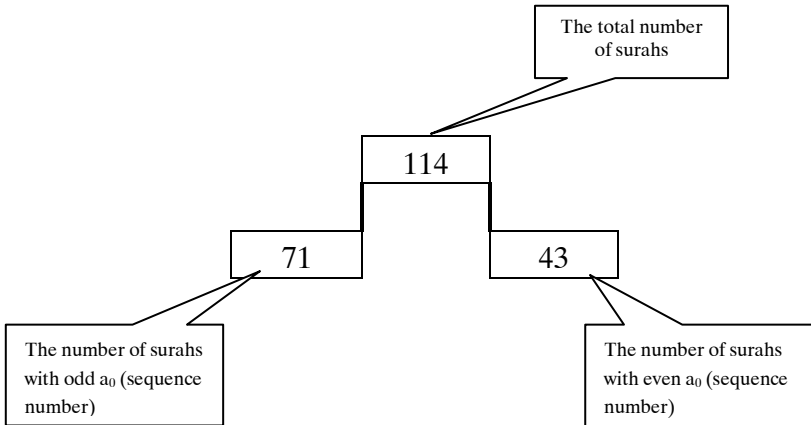 The total number
of surahs
114
71
43
The number of surahs
with odd a₀ (sequence
number)
The number of surahs
with even a₀ (sequence
number)